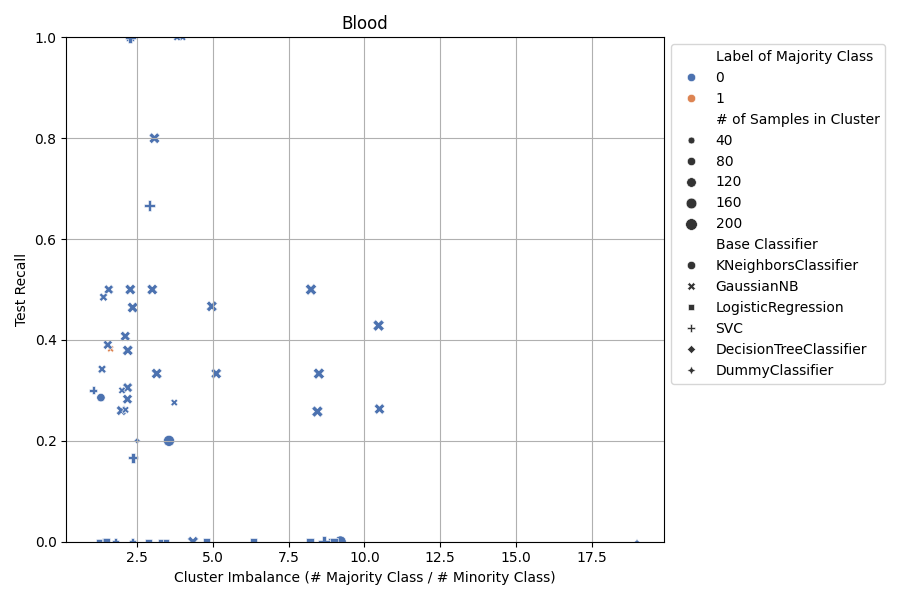 Blood
1.0
0.8
0.6
0.4
0.2
0.0
Test Recall
2.5 5.0 7.5 10.0 12.5 15.0 17.5
Cluster Imbalance (# Majority Class / # Minority Class)
Label of Majority Class
0
1
# of Samples in Cluster
40
80
120
160
200
Base Classifier
KNeighborsClassifier
GaussianNB
LogisticRegression
SVC
DecisionTreeClassifier
DummyClassifier